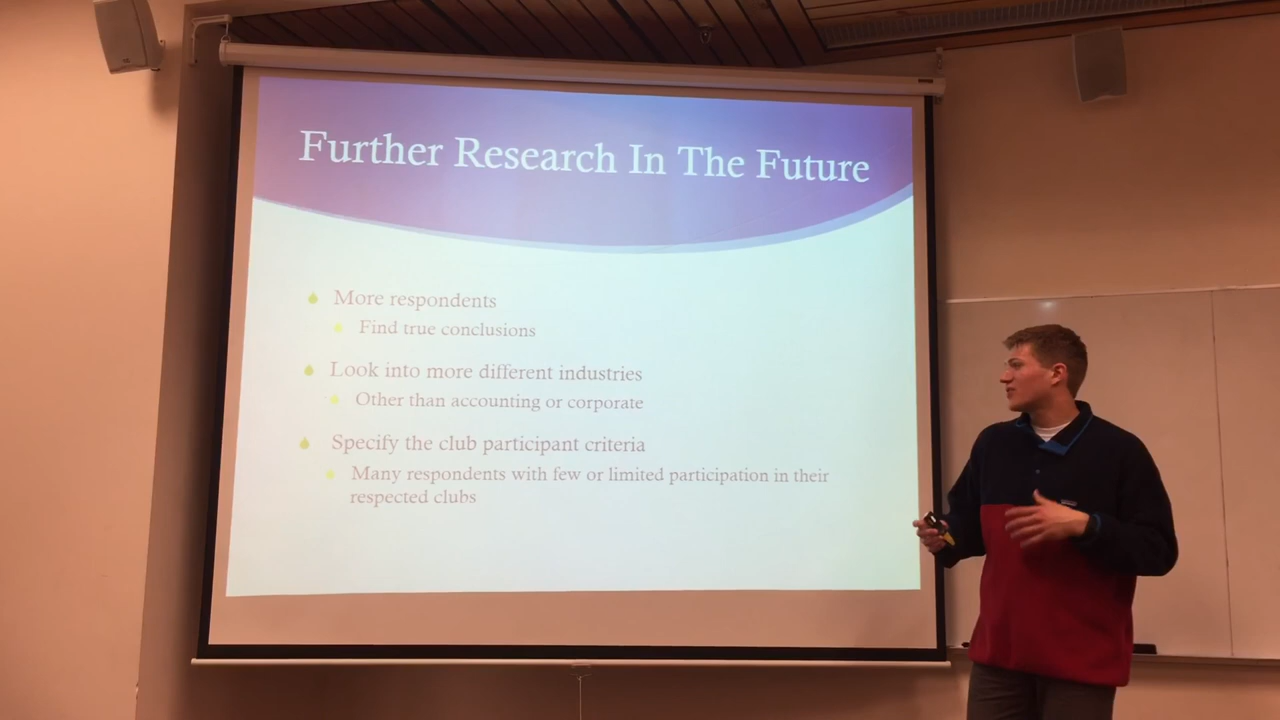 Further Research In The Future
More respondents
Find true conclusions
Look into more different industries
Other than accounting or corporate
Specify the club participant criteria
Many respondents with few or limited participation in their
respected clubs